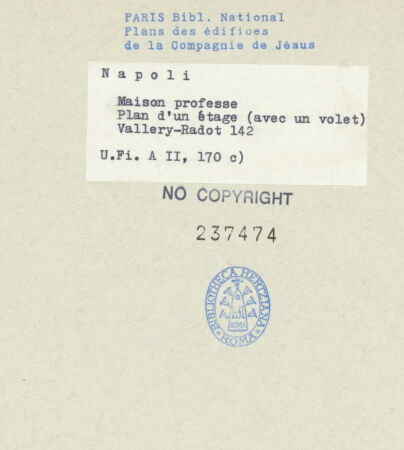 PARIS Bibl. National
Plans des édifices
de la Compagnie de Jésus
Napoli
Maison professe
Plan d'un étage (avec un volet)
Vallery-Radot 142
U.Fi. A II, 170 c)
NO COPYRIGHT
237474
BIBLIOTHECA HERTZIANA
ROMA
ROMA